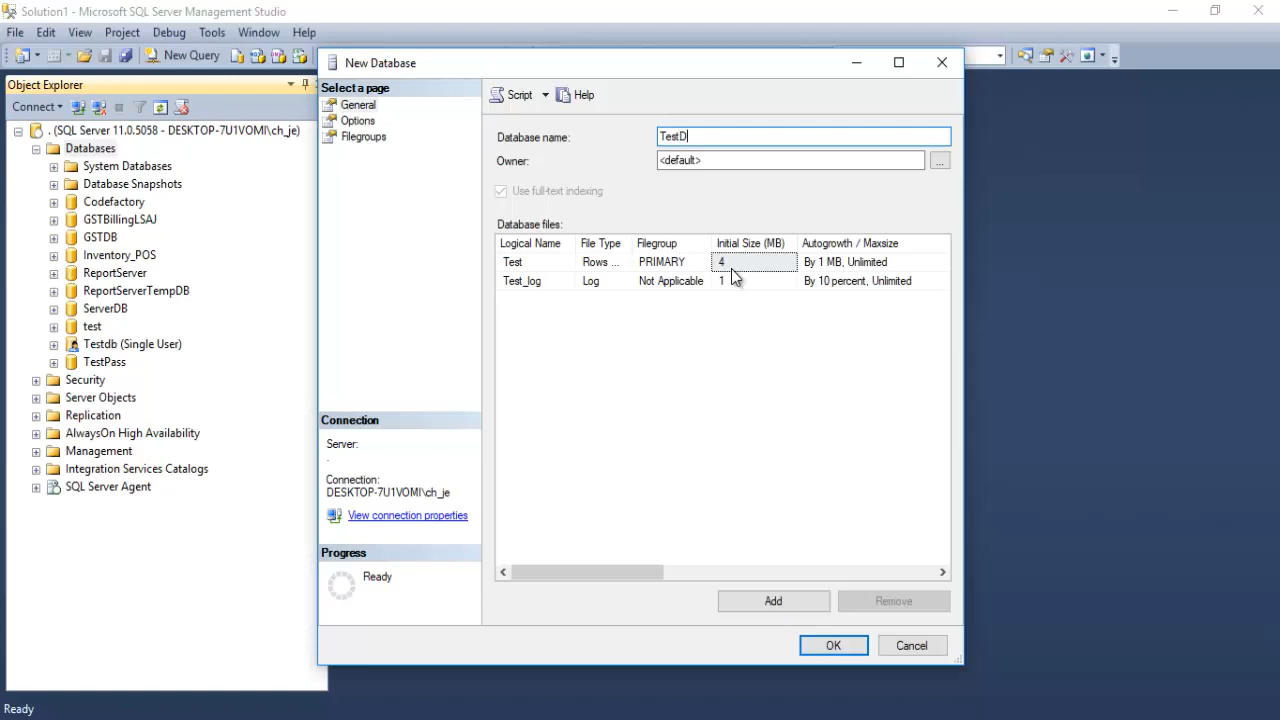 Solution1 - Microsoft SQL Server Management Studio
File Edit View Project Debug Tools Window Help
New Query
Object Explorer
Connect
. (SQL Server 11.0.5058 - DESKTOP-7U1VOMI\ch_je)
Databases
System Databases
Database Snapshots
Codefactory
GSTBillingLSAJ
GSTDB
Inventory_POS
ReportServer
ReportServerTempDB
ServerDB
test
Testdb (Single User)
TestPass
Security
Server Objects
Replication
AlwaysOn High Availability
Management
Integration Services Catalogs
SQL Server Agent
New Database
Select a page
General
Options
Filegroups
Connection
Server:
.
Connection:
DESKTOP-7U1VOMI\ch_je
View connection properties
Progress
Ready
Script Help
Database name: TestD
Owner: <default> ...
Use full-text indexing
Database files:
Logical Name File Type Filegroup Initial Size (MB) Autogrowth / Maxsize
Test Rows ... PRIMARY 4 By 1 MB, Unlimited
Test_log Log Not Applicable 1 By 10 percent, Unlimited
Add Remove
OK Cancel
Ready